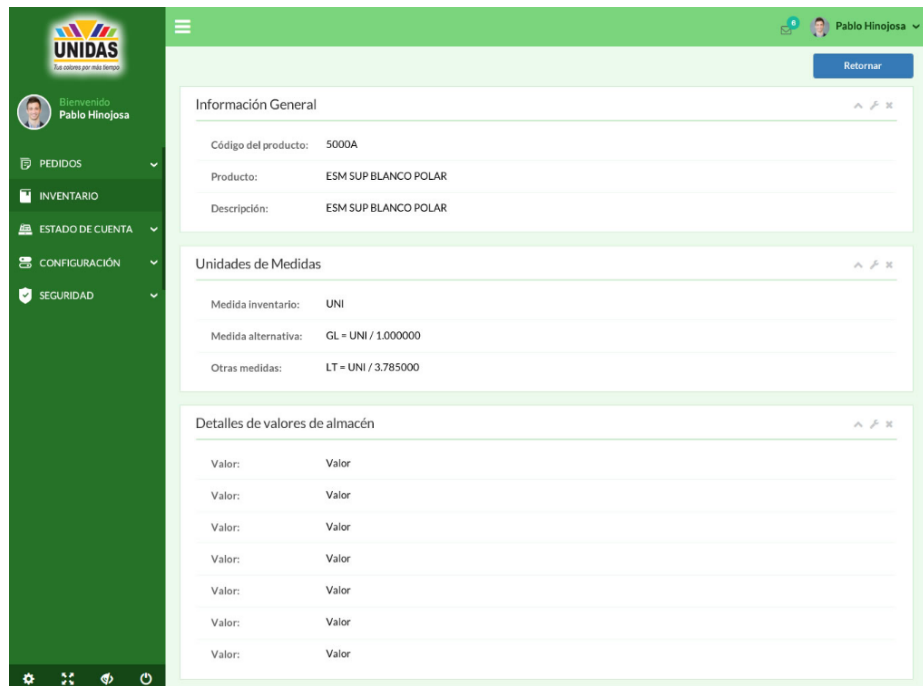 UNIDAS
Tus colores por más tiempo
6
Pablo Hinojosa
Retornar
Bienvenido
Pablo Hinojosa
PEDIDOS
INVENTARIO
ESTADO DE CUENTA
CONFIGURACIÓN
SEGURIDAD
Información General
Código del producto: 5000A
Producto: ESM SUP BLANCO POLAR
Descripción: ESM SUP BLANCO POLAR
Unidades de Medidas
Medida inventario: UNI
Medida alternativa: GL = UNI / 1.000000
Otras medidas: LT = UNI / 3.785000
Detalles de valores de almacén
Valor: Valor
Valor: Valor
Valor: Valor
Valor: Valor
Valor: Valor
Valor: Valor
Valor: Valor